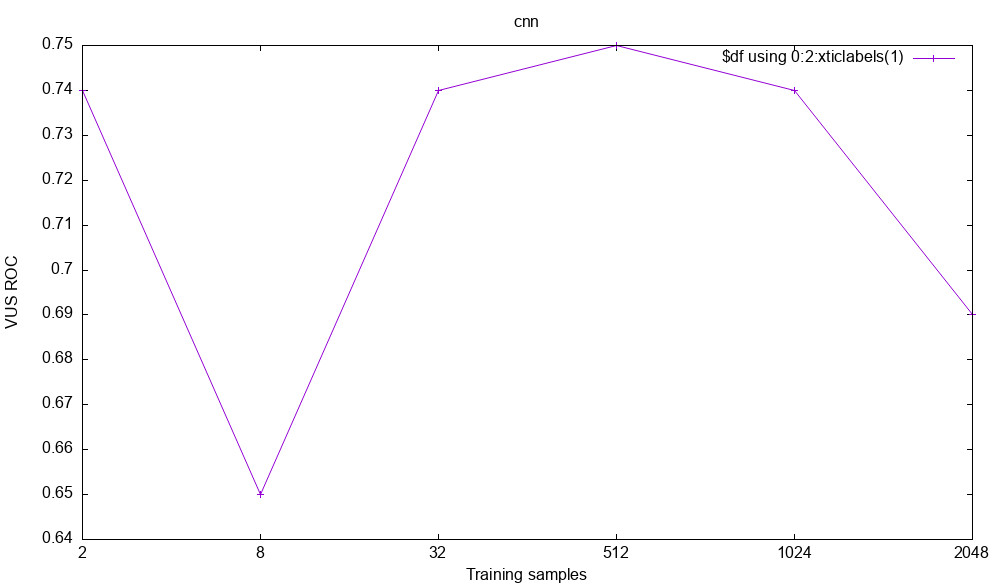 cnn
$df using 0:2:xticlabels(1)
0.75
0.74
0.73
0.72
0.71
0.7
0.69
0.68
0.67
0.66
0.65
0.64
VUS ROC
2 8 32 512 1024 2048
Training samples